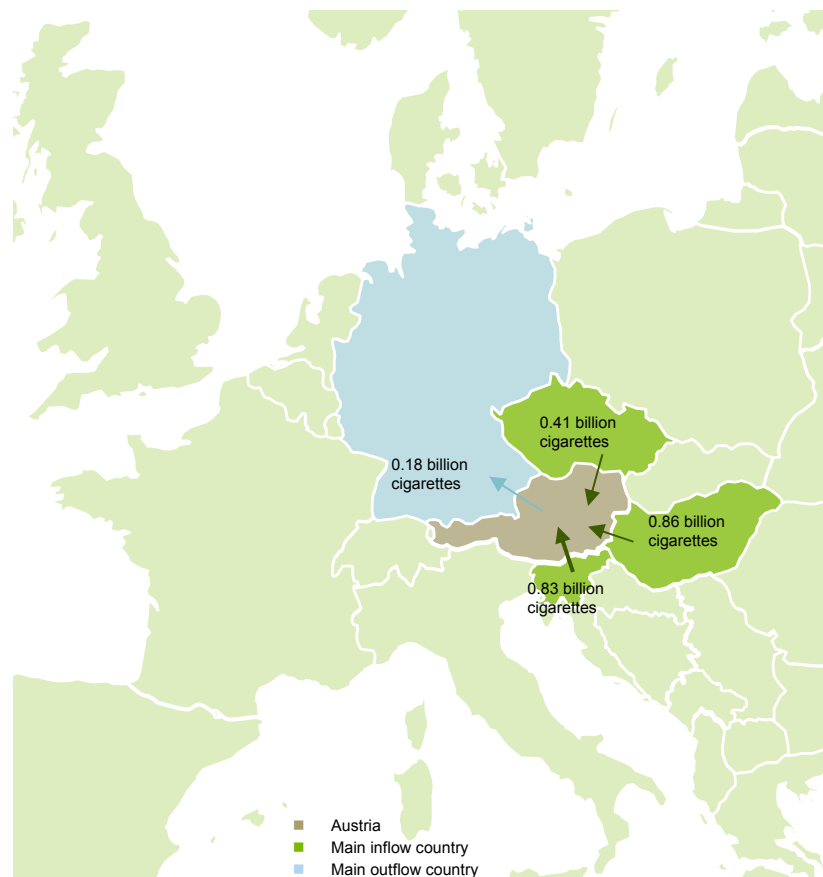 0.41 billion
cigarettes
0.18 billion
cigarettes
0.86 billion
cigarettes
0.83 billion
cigarettes
Austria
Main inflow country
Main outflow country